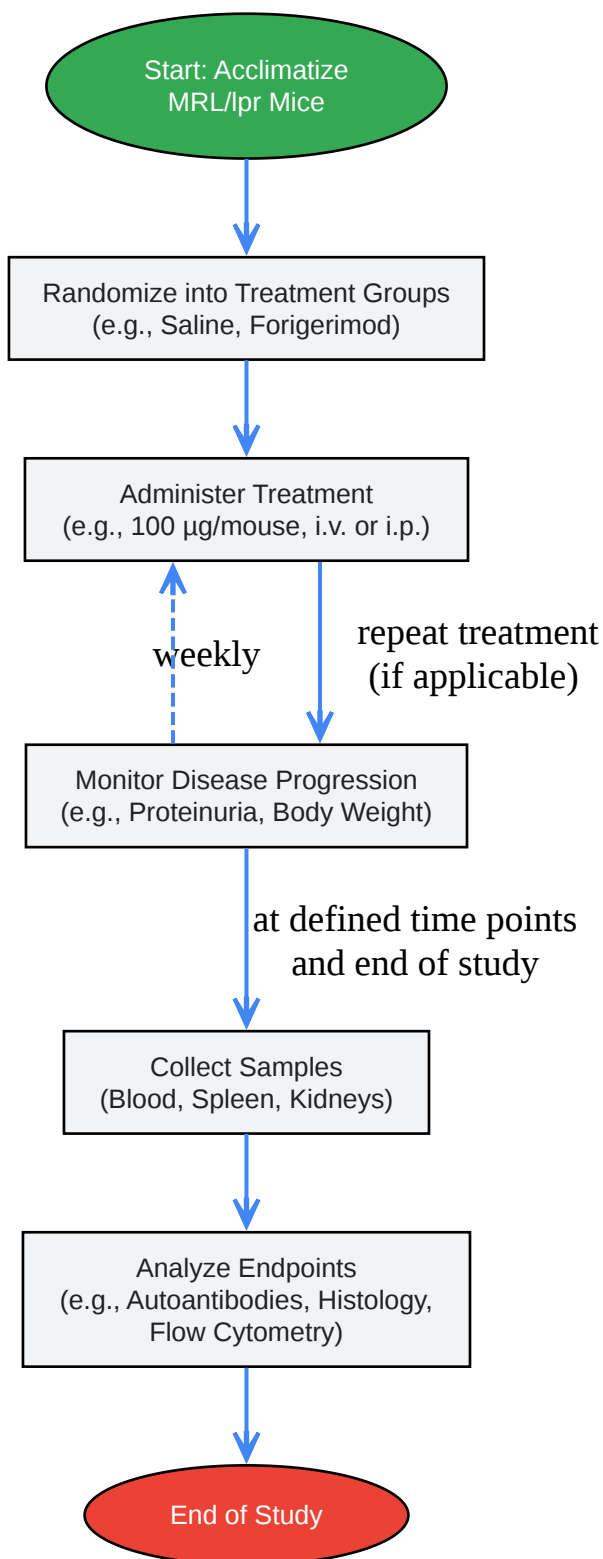 Start: Acclimatize
MRL/lpr Mice
Randomize into Treatment Groups
(e.g., Saline, Forigerimod)
Administer Treatment
(e.g., 100 µg/mouse, i.v. or i.p.)
weekly
repeat treatment
(if applicable)
Monitor Disease Progression
(e.g., Proteinuria, Body Weight)
at defined time points
and end of study
Collect Samples
(Blood, Spleen, Kidneys)
Analyze Endpoints
(e.g., Autoantibodies, Histology,
Flow Cytometry)
End of Study